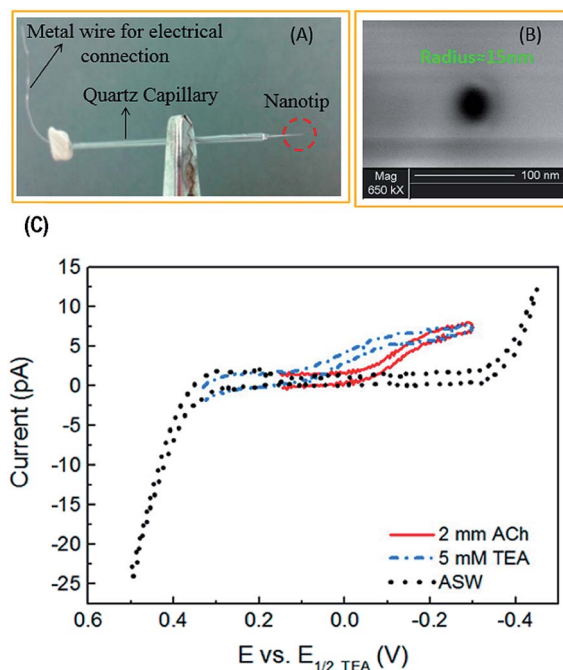 (A)
Metal wire for electrical
connection
Quartz Capillary
Nanotip
(B)
Radius=15nm
Mag
650 kX
100 nm
(C)
Current (pA)
15
10
5
0
-5
-10
-15
-20
-25
2 mm ACh
5 mM TEA
ASW
0.6
0.4
0.2
0.0
-0.2
-0.4
E vs. E1/2 TEA (V)